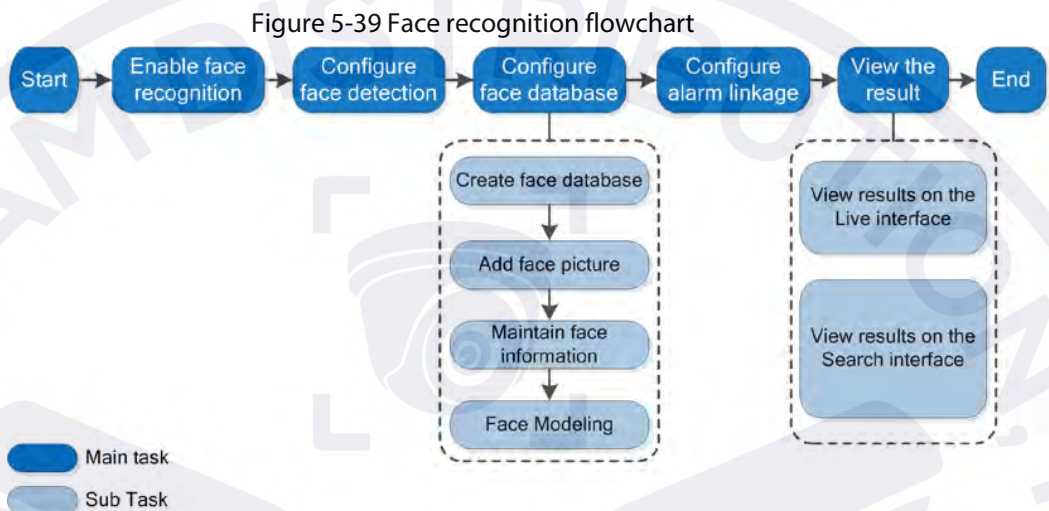 Figure 5-39 Face recognition flowchart
Start
Enable face
recognition
Configure
face detection
Configure
face database
Configure
alarm linkage
View the
result
End
Create face database
Add face picture
Maintain face
information
Face Modeling
View results on the
Live interface
View results on the
Search interface
Main task
Sub Task